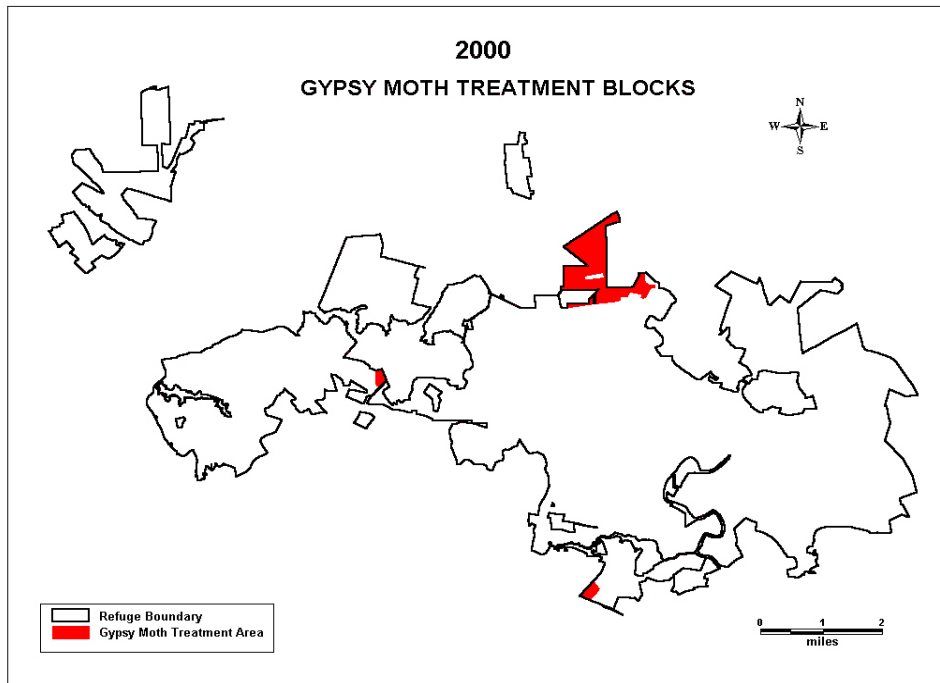 2000
GYPSY MOTH TREATMENT BLOCKS
N
W E
S
Refuge Boundary
Gypsy Moth Treatment Area
0 1 2
miles